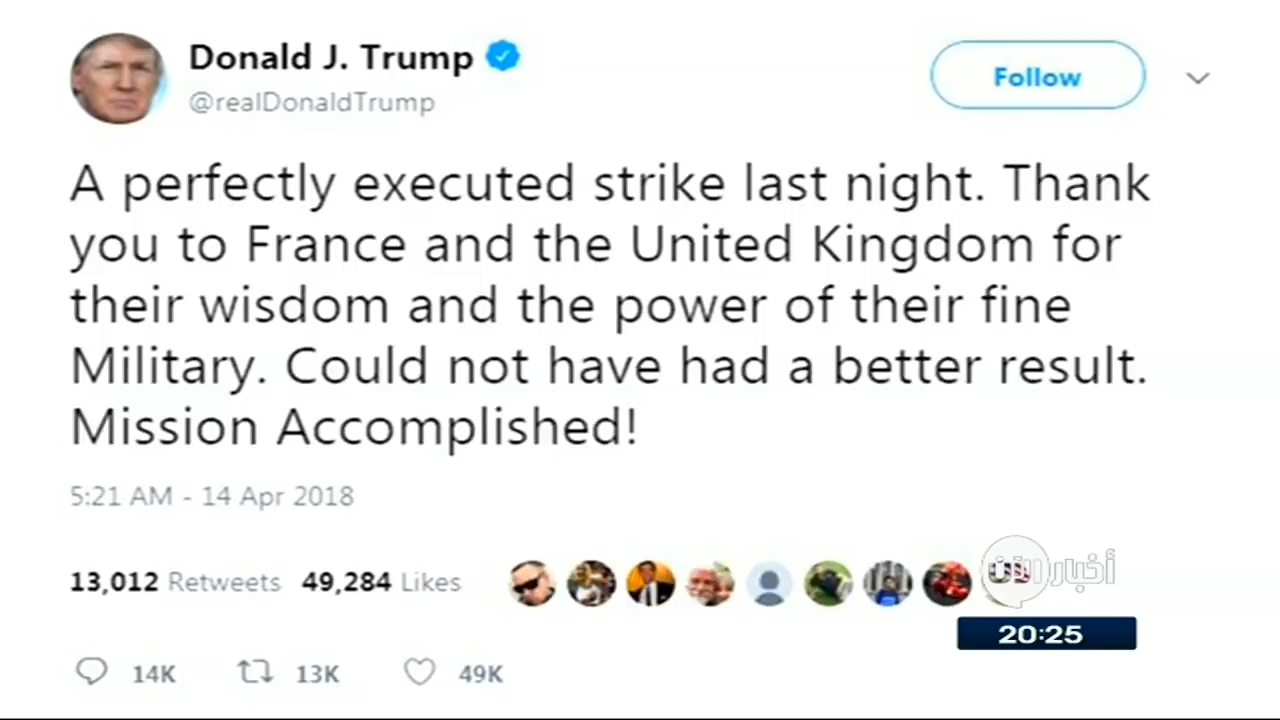 Donald J. Trump
@realDonaldTrump
Follow
A perfectly executed strike last night. Thank
you to France and the United Kingdom for
their wisdom and the power of their fine
Military. Could not have had a better result.
Mission Accomplished!
5:21 AM - 14 Apr 2018
13,012 Retweets 49,284 Likes
أخبار الآن
20:25
14K 13K 49K